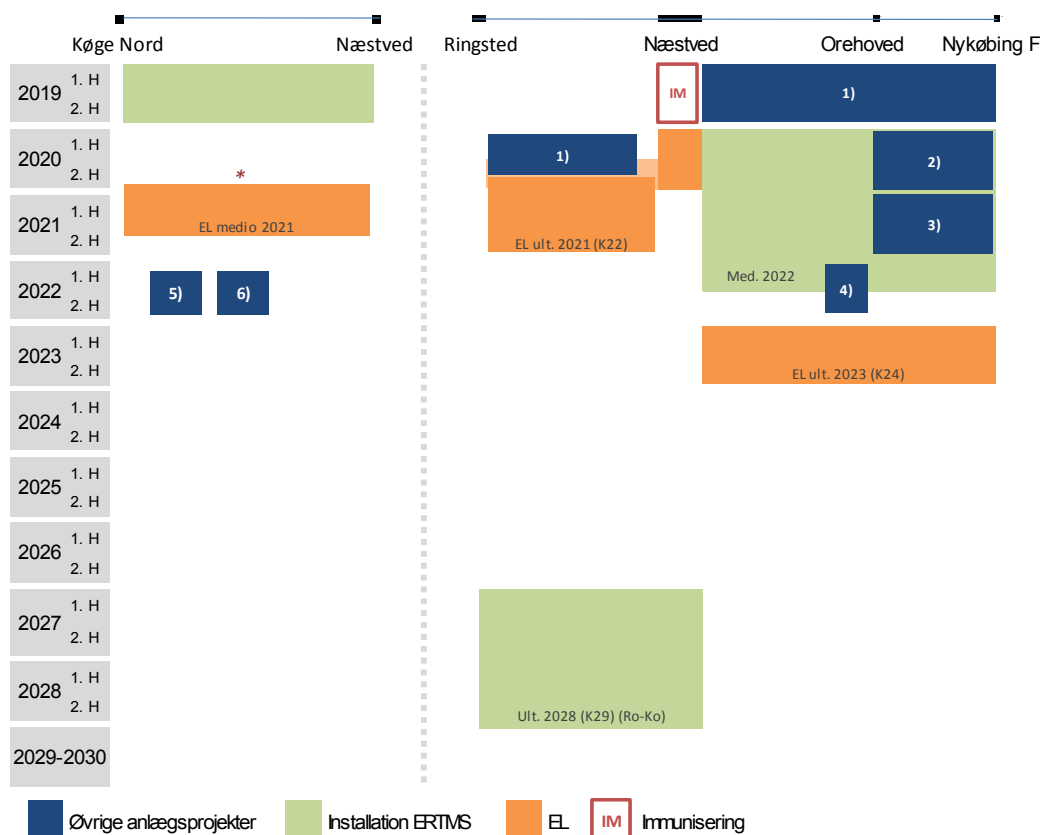 Køge Nord Næstved Ringsted Næstved Orehoved Nykøbing F
2019 1. H
2. H
IM
1)
2020 1. H
2. H
*
1)
2)
2021 1. H
2. H
EL medio 2021
EL ult. 2021 (K22)
3)
2022 1. H
2. H
5)
6)
Med. 2022
4)
2023 1. H
2. H
EL ult. 2023 (K24)
2024 1. H
2. H
2025 1. H
2. H
2026 1. H
2. H
2027 1. H
2. H
2028 1. H
2. H
Ult. 2028 (K29) (Ro-Ko)
2029-2030
Øvrige anlægsprojekter Installation ERTMS EL IM Immunisering